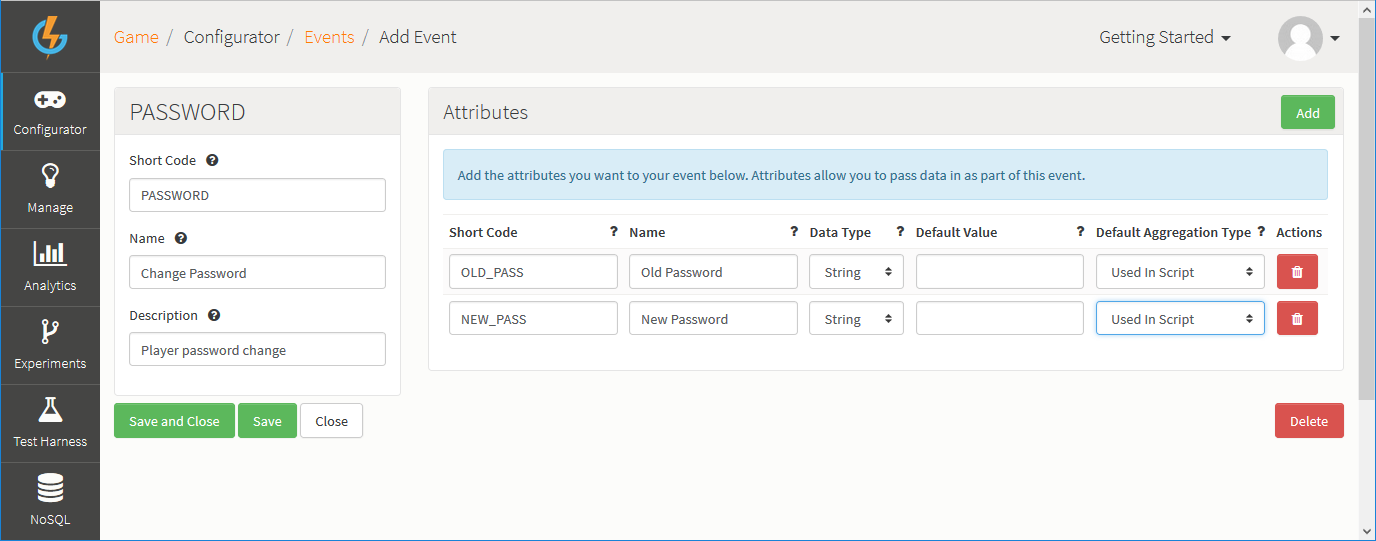 Game / Configurator / Events / Add Event
Getting Started
Configurator
Manage
Analytics
Experiments
Test Harness
NoSQL
PASSWORD
Short Code ?
PASSWORD
Name ?
Change Password
Description ?
Player password change
Save and Close Save Close
Attributes
Add
Add the attributes you want to your event below. Attributes allow you to pass data in as part of this event.
Short Code ? Name ? Data Type ? Default Value ? Default Aggregation Type ? Actions
OLD_PASS Old Password String Used In Script
NEW_PASS New Password String Used In Script
Delete